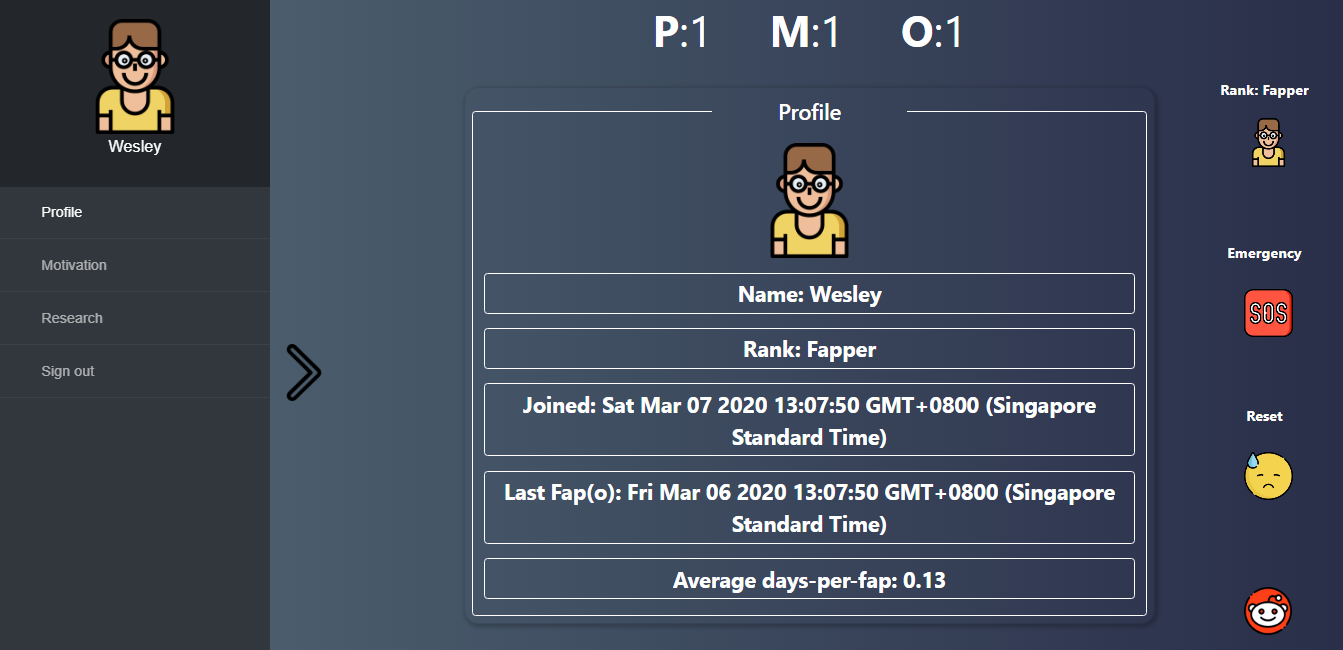 Wesley
Profile
Motivation
Research
Sign out
P:1 M:1 O:1
Profile
Name: Wesley
Rank: Fapper
Joined: Sat Mar 07 2020 13:07:50 GMT+0800 (Singapore
Standard Time)
Last Fap(o): Fri Mar 06 2020 13:07:50 GMT+0800 (Singapore
Standard Time)
Average days-per-fap: 0.13
Rank: Fapper
Emergency
SOS
Reset